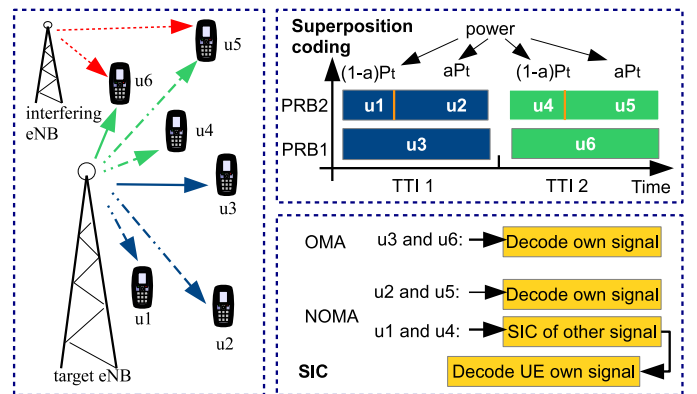 u5
u6
interfering
eNB
u4
u3
u1
u2
target eNB
Superposition
coding
power
(1-a)Pt
aPt
(1-a)Pt
aPt
PRB2
u1
u2
u4
u5
PRB1
u3
u6
TTI 1
TTI 2
Time
OMA
u3 and u6:
Decode own signal
u2 and u5:
Decode own signal
NOMA
u1 and u4:
SIC of other signal
SIC
Decode UE own signal